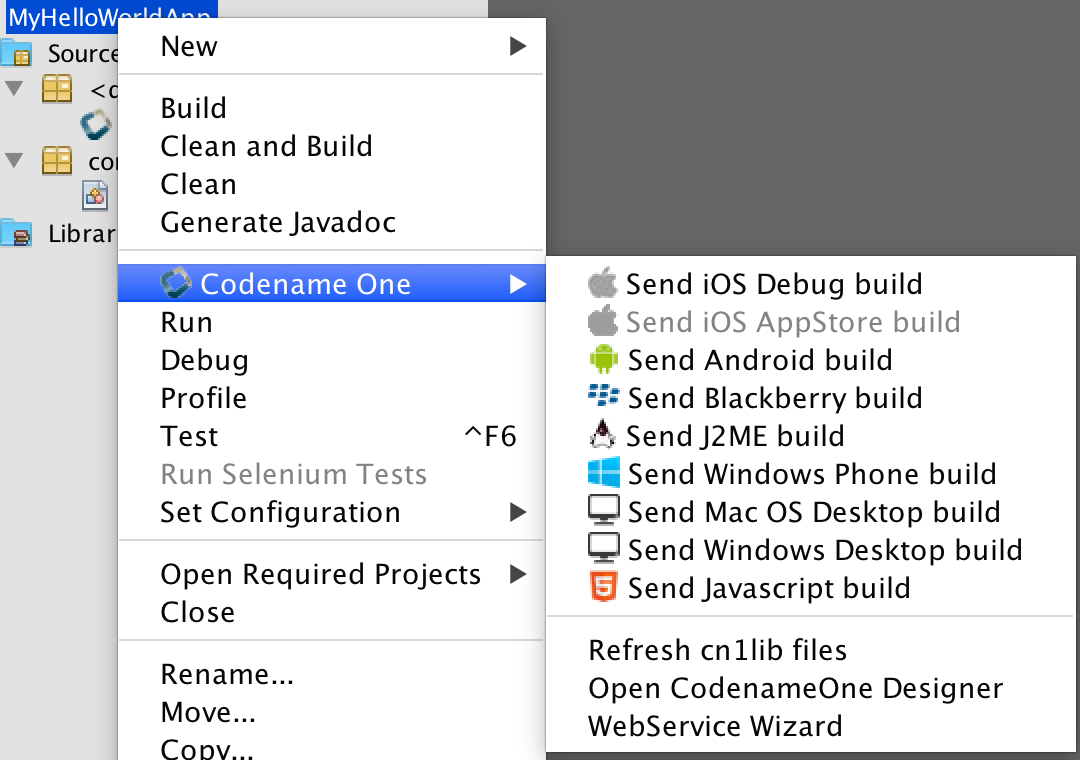 MyHelloWorldApp
Source
New
Build
Clean and Build
Clean
Generate Javadoc
Librar
Codename One
Run
Debug
Profile
Test ^F6
Run Selenium Tests
Set Configuration
Open Required Projects
Close
Rename...
Move...
Copy...
Send iOS Debug build
Send iOS AppStore build
Send Android build
Send Blackberry build
Send J2ME build
Send Windows Phone build
Send Mac OS Desktop build
Send Windows Desktop build
Send Javascript build
Refresh cn1lib files
Open CodenameOne Designer
WebService Wizard